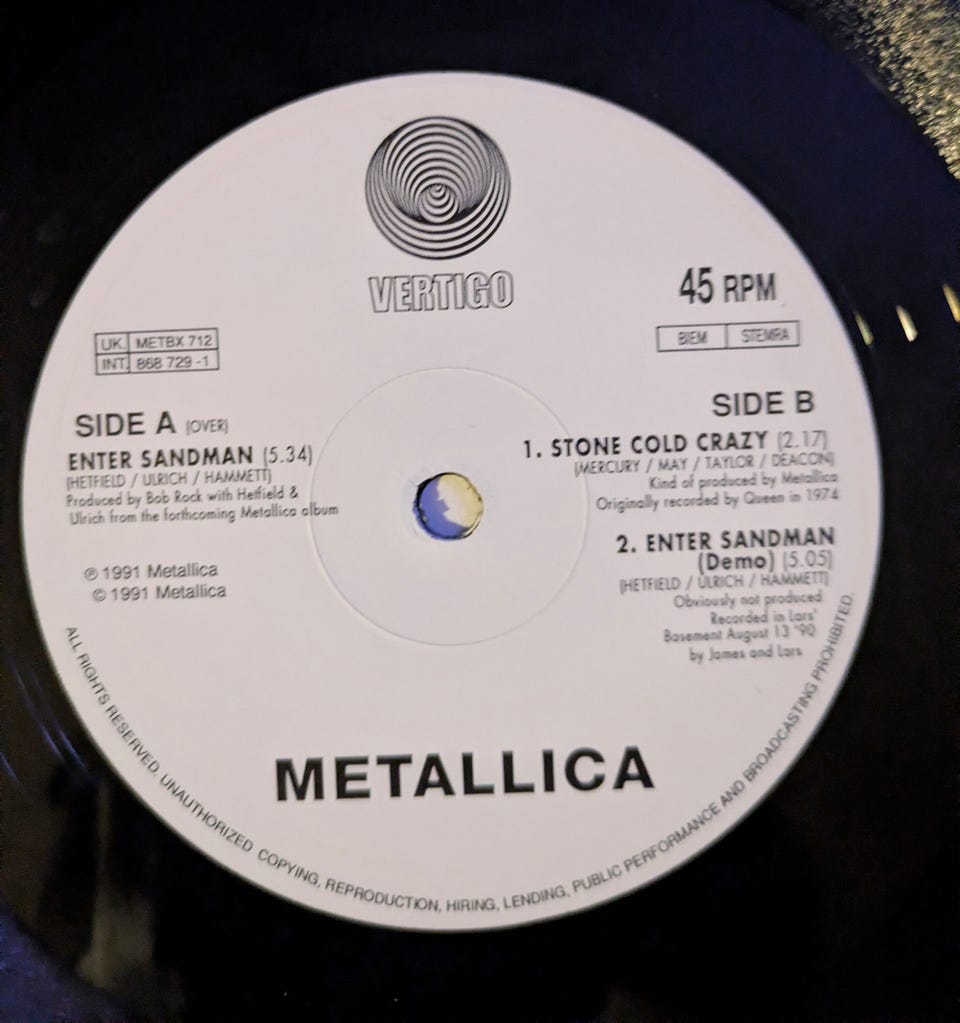 VERTIGO
45 RPM
BIEM STEMRA
UK. METBX 712
INT. 868 729 -1
SIDE A (OVER)
ENTER SANDMAN (5.34)
(HETFIELD / ULRICH / HAMMETT)
Produced by Bob Rock with Hetfield &
Ulrich from the forthcoming Metallica album
℗ 1991 Metallica
© 1991 Metallica
SIDE B
1. STONE COLD CRAZY (2.17)
(MERCURY / MAY / TAYLOR / DEACON)
Kind of produced by Metallica
Originally recorded by Queen in 1974
2. ENTER SANDMAN
(Demo) (5.05)
(HETFIELD / ULRICH / HAMMETT)
Obviously not produced
Recorded in Lars'
Basement August 13 '90
by James and Lars
METALLICA
ALL RIGHTS RESERVED. UNAUTHORIZED COPYING, REPRODUCTION, HIRING, LENDING, PUBLIC PERFORMANCE AND BROADCASTING PROHIBITED.